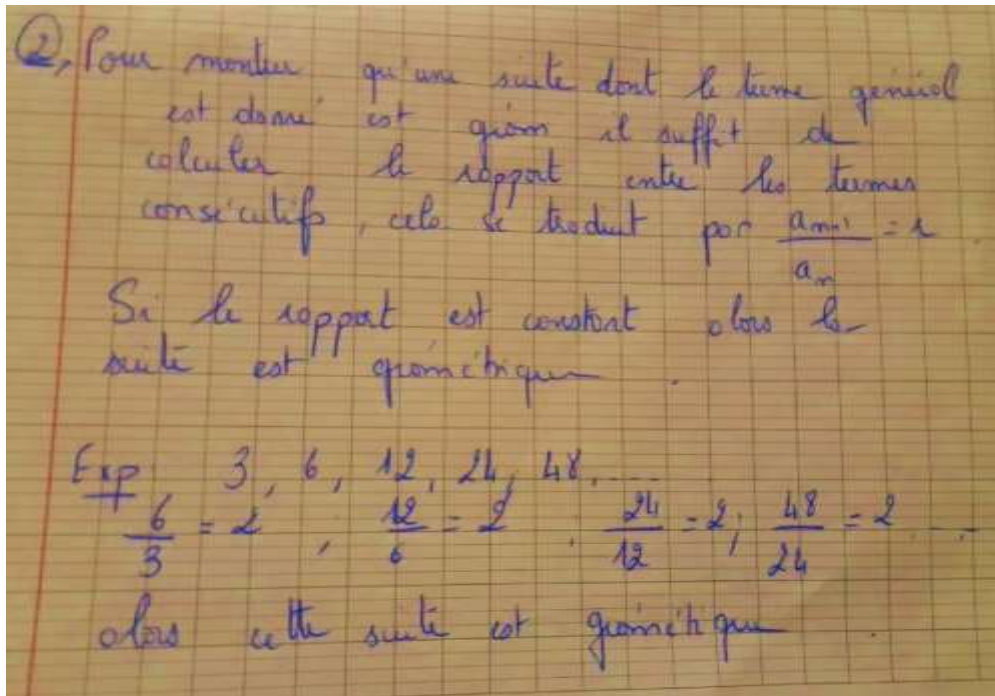 2, Pour montrer qu'une suite dont le terme général
est donné est géom il suffit de
calculer le rapport entre les termes
consécutifs, cela se traduit par a_{n+1}/a_n = r
Si le rapport est constant alors la
suite est géométrique.
Exp, 3, 6, 12, 24, 48, ....
6/3 = 2 , 12/6 = 2 . 24/12 = 2; 48/24 = 2 ....
alors cette suite est géométrique.